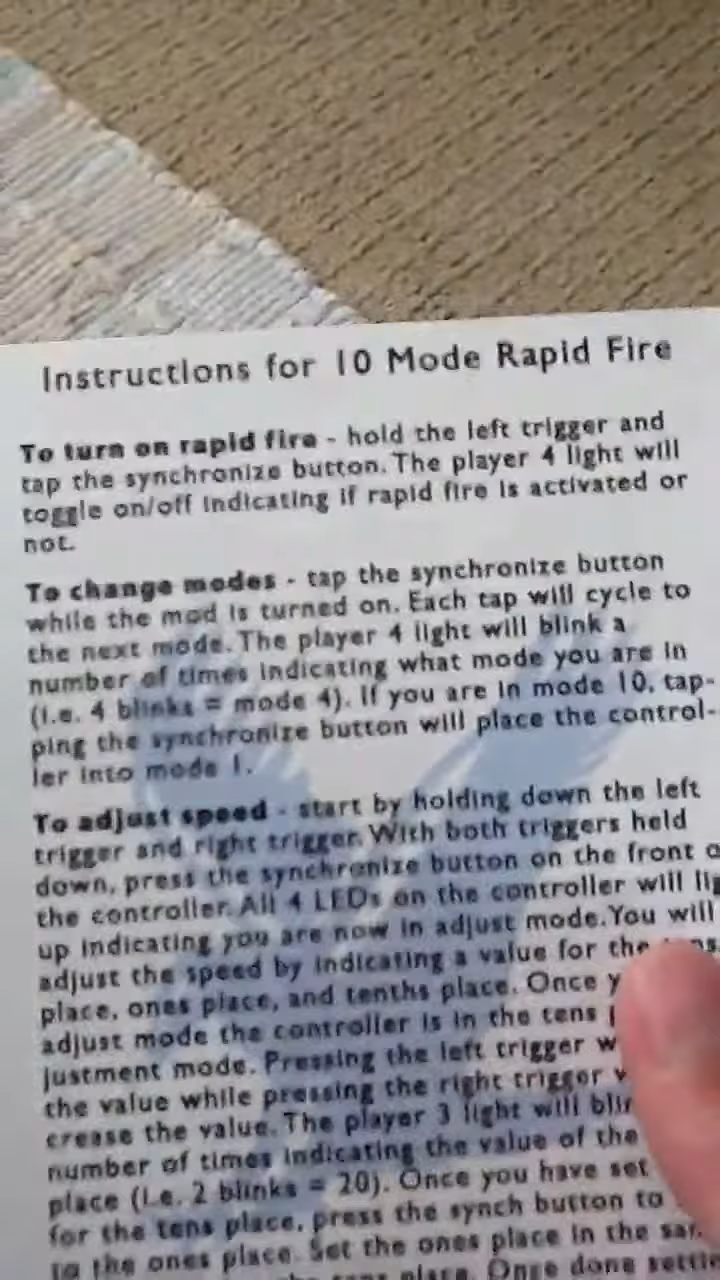 Instructions for 10 Mode Rapid Fire
To turn on rapid fire - hold the left trigger and
tap the synchronize button. The player 4 light will
toggle on/off indicating if rapid fire is activated or
not.
To change modes - tap the synchronize button
while the mod is turned on. Each tap will cycle to
the next mode. The player 4 light will blink a
number of times indicating what mode you are in
(i.e. 4 blinks = mode 4). If you are in mode 10, tap-
ping the synchronize button will place the control-
ler into mode 1.
To adjust speed - start by holding down the left
trigger and right trigger. With both triggers held
down, press the synchronize button on the front
the controller. All 4 LEDs on the controller will
up indicating you are now in adjust mode. You will
adjust the speed by indicating a value for the
place, ones place, and tenths place. Once
adjust mode the controller is in the tens
justment mode. Pressing the left trigger
the value while pressing the right trigger
crease the value. The player 3 light will
number of times indicating the value of the
place (i.e. 2 blinks = 20). Once you have set
for the tens place, press the synch button to
to the ones place. Set the ones place in the
place. Once done